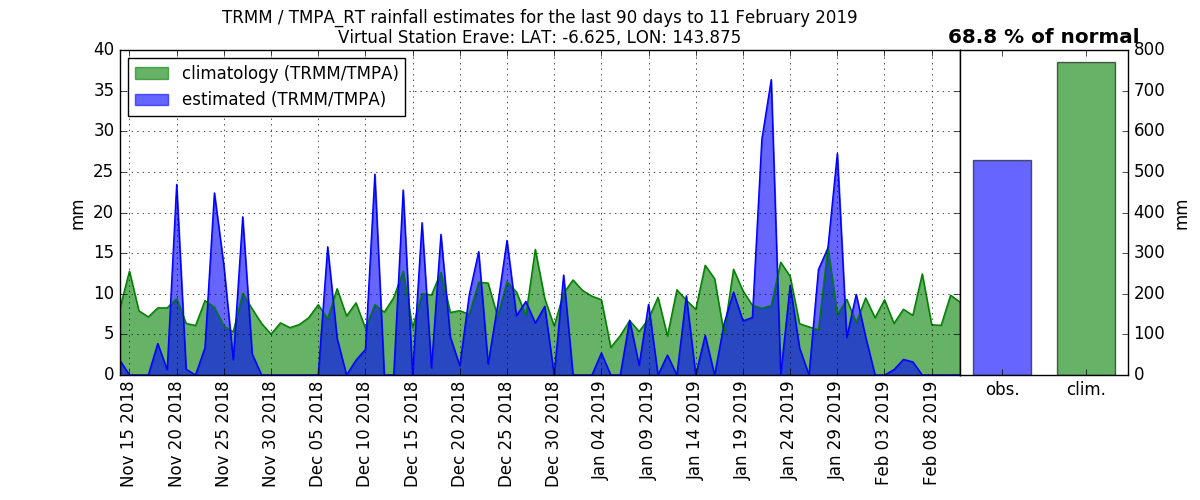 TRMM / TMPA_RT rainfall estimates for the last 90 days to 11 February 2019
Virtual Station Erave: LAT: -6.625, LON: 143.875
68.8 % of normal
climatology (TRMM/TMPA)
estimated (TRMM/TMPA)
40
35
30
25
20
15
10
5
0
mm
Nov 15 2018
Nov 20 2018
Nov 25 2018
Nov 30 2018
Dec 05 2018
Dec 10 2018
Dec 15 2018
Dec 20 2018
Dec 25 2018
Dec 30 2018
Jan 04 2019
Jan 09 2019
Jan 14 2019
Jan 19 2019
Jan 24 2019
Jan 29 2019
Feb 03 2019
Feb 08 2019
obs.
clim.
800
700
600
500
400
300
200
100
0
mm